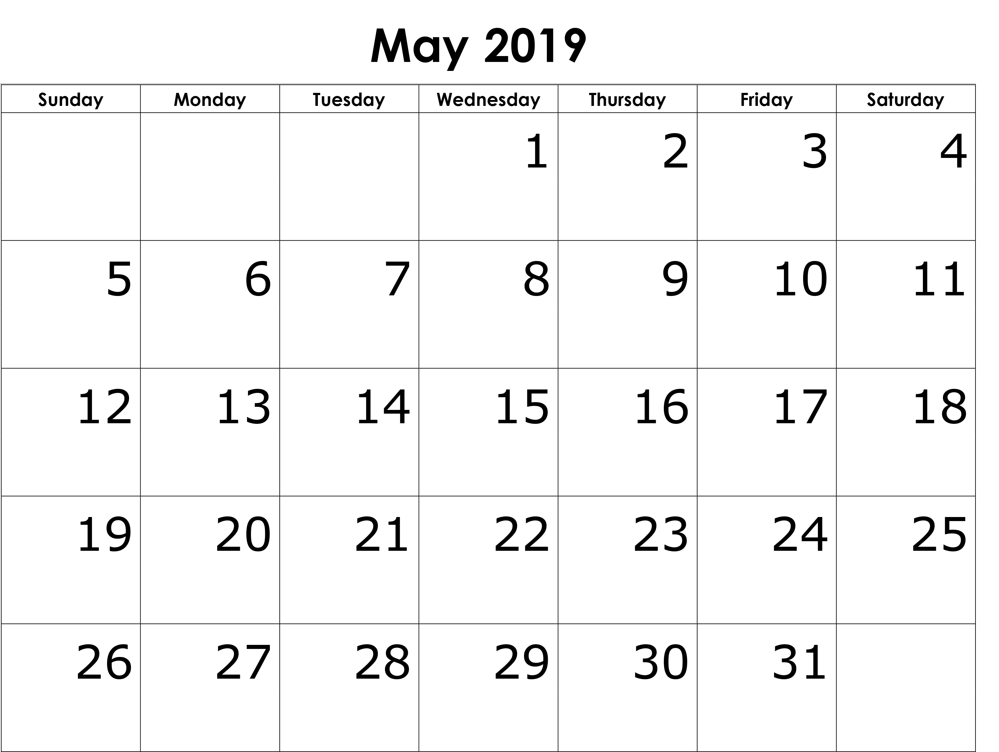 May 2019
Sunday Monday Tuesday Wednesday Thursday Friday Saturday
1 2 3 4
5 6 7 8 9 10 11
12 13 14 15 16 17 18
19 20 21 22 23 24 25
26 27 28 29 30 31